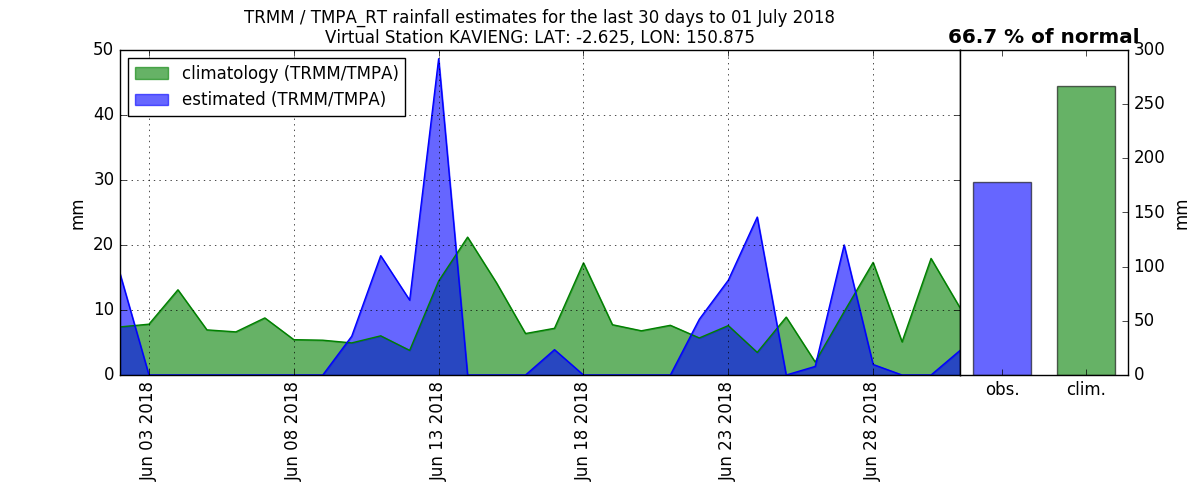 TRMM / TMPA_RT rainfall estimates for the last 30 days to 01 July 2018
Virtual Station KAVIENG: LAT: -2.625, LON: 150.875
66.7 % of normal
climatology (TRMM/TMPA)
estimated (TRMM/TMPA)
50
40
30
20
10
0
mm
Jun 03 2018
Jun 08 2018
Jun 13 2018
Jun 18 2018
Jun 23 2018
Jun 28 2018
obs.
clim.
300
250
200
150
100
50
0
mm